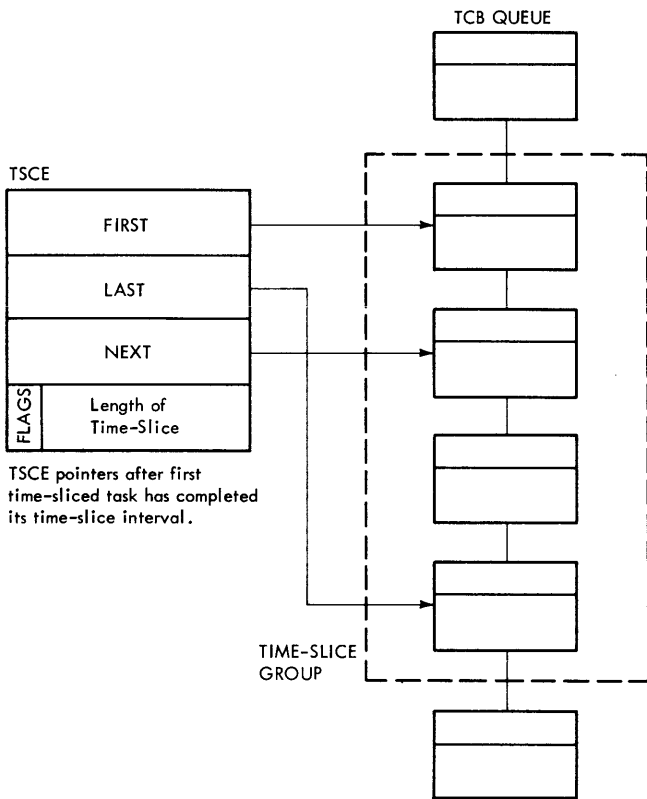 TCB QUEUE
TSCE
FIRST
LAST
NEXT
FLAGS
Length of
Time-Slice
TSCE pointers after first
time-sliced task has completed
its time-slice interval.
TIME-SLICE
GROUP